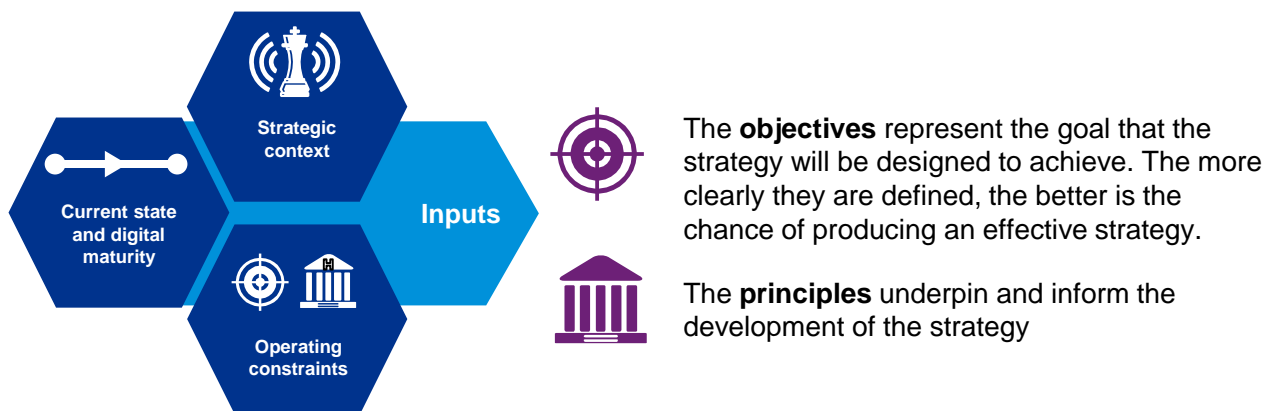 Strategic
context
Current state
and digital
maturity
Inputs
Operating
constraints
The objectives represent the goal that the
strategy will be designed to achieve. The more
clearly they are defined, the better is the
chance of producing an effective strategy.
The principles underpin and inform the
development of the strategy